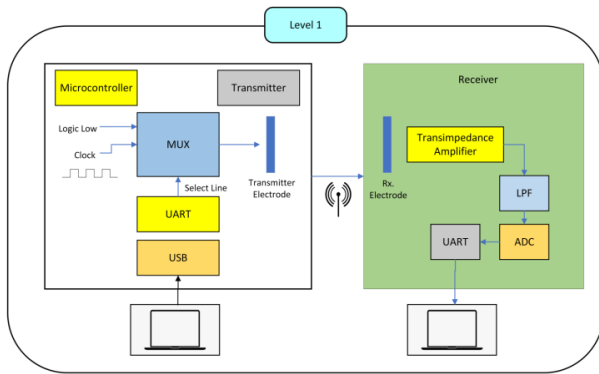 Level 1
Microcontroller
Transmitter
Logic Low
Clock
MUX
Select Line
Transmitter
Electrode
UART
USB
Receiver
Transimpedance
Amplifier
Rx.
Electrode
LPF
UART
ADC